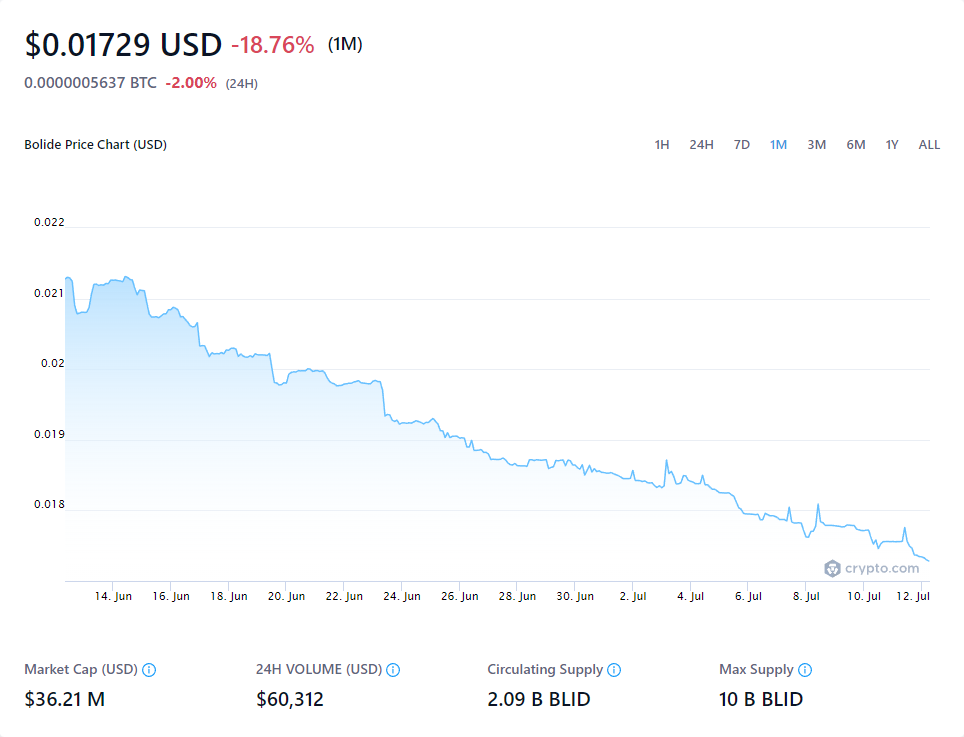 $0.01729 USD -18.76% (1M)
0.0000005637 BTC -2.00% (24H)
Bolide Price Chart (USD) 1H 24H 7D 1M 3M 6M 1Y ALL
0.022
0.021
0.02
0.019
0.018
crypto.com
14. Jun 16. Jun 18. Jun 20. Jun 22. Jun 24. Jun 26. Jun 28. Jun 30. Jun 2. Jul 4. Jul 6. Jul 8. Jul 10. Jul 12. Jul
Market Cap (USD) 24H VOLUME (USD) Circulating Supply Max Supply
$36.21 M $60,312 2.09 B BLID 10 B BLID